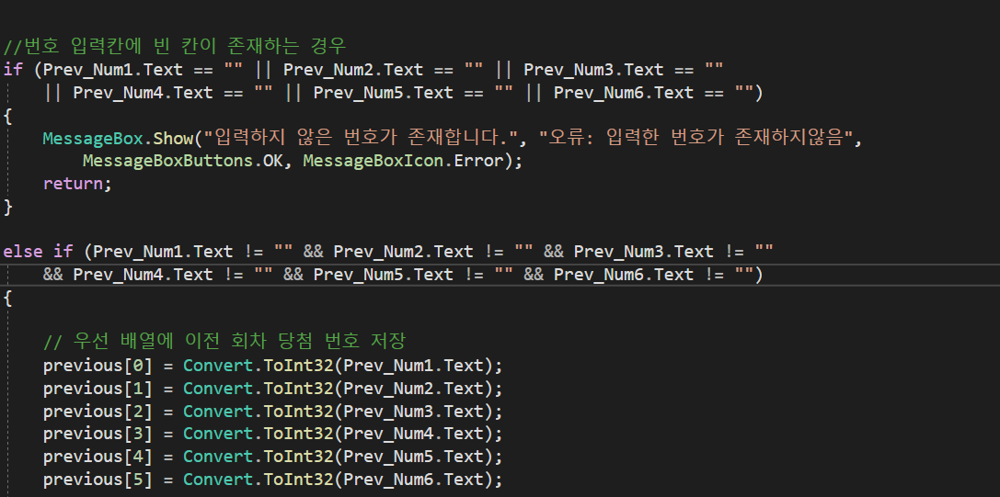 //번호 입력칸에 빈 칸이 존재하는 경우
if (Prev_Num1.Text == "" || Prev_Num2.Text == "" || Prev_Num3.Text == ""
|| Prev_Num4.Text == "" || Prev_Num5.Text == "" || Prev_Num6.Text == "")
{
MessageBox.Show("입력하지 않은 번호가 존재합니다.", "오류: 입력한 번호가 존재하지않음",
MessageBoxButtons.OK, MessageBoxIcon.Error);
return;
}
else if (Prev_Num1.Text != "" && Prev_Num2.Text != "" && Prev_Num3.Text != ""
&& Prev_Num4.Text != "" && Prev_Num5.Text != "" && Prev_Num6.Text != "")
{
// 우선 배열에 이전 회차 당첨 번호 저장
previous[0] = Convert.ToInt32(Prev_Num1.Text);
previous[1] = Convert.ToInt32(Prev_Num2.Text);
previous[2] = Convert.ToInt32(Prev_Num3.Text);
previous[3] = Convert.ToInt32(Prev_Num4.Text);
previous[4] = Convert.ToInt32(Prev_Num5.Text);
previous[5] = Convert.ToInt32(Prev_Num6.Text);